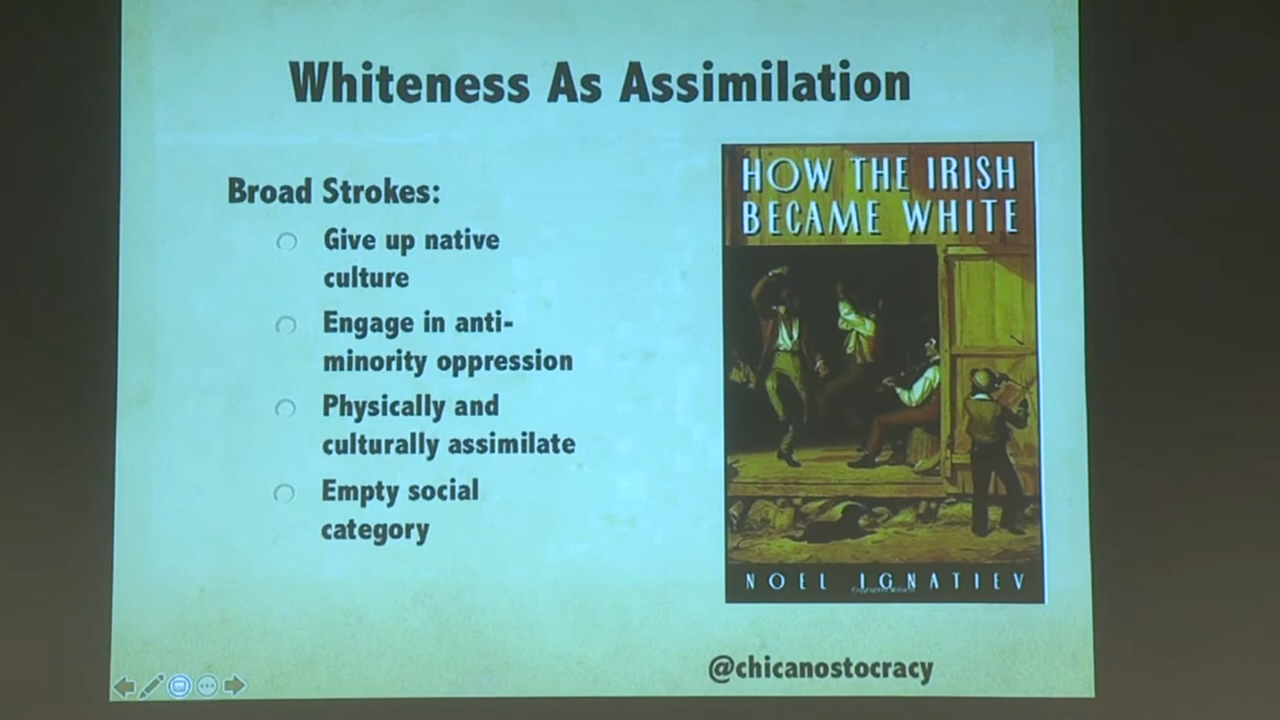 Whiteness As Assimilation
Broad Strokes:
Give up native
culture
Engage in anti-
minority oppression
Physically and
culturally assimilate
Empty social
category
HOW THE IRISH
BECAME WHITE
NOEL IGNATIEV
@chicanostocracy